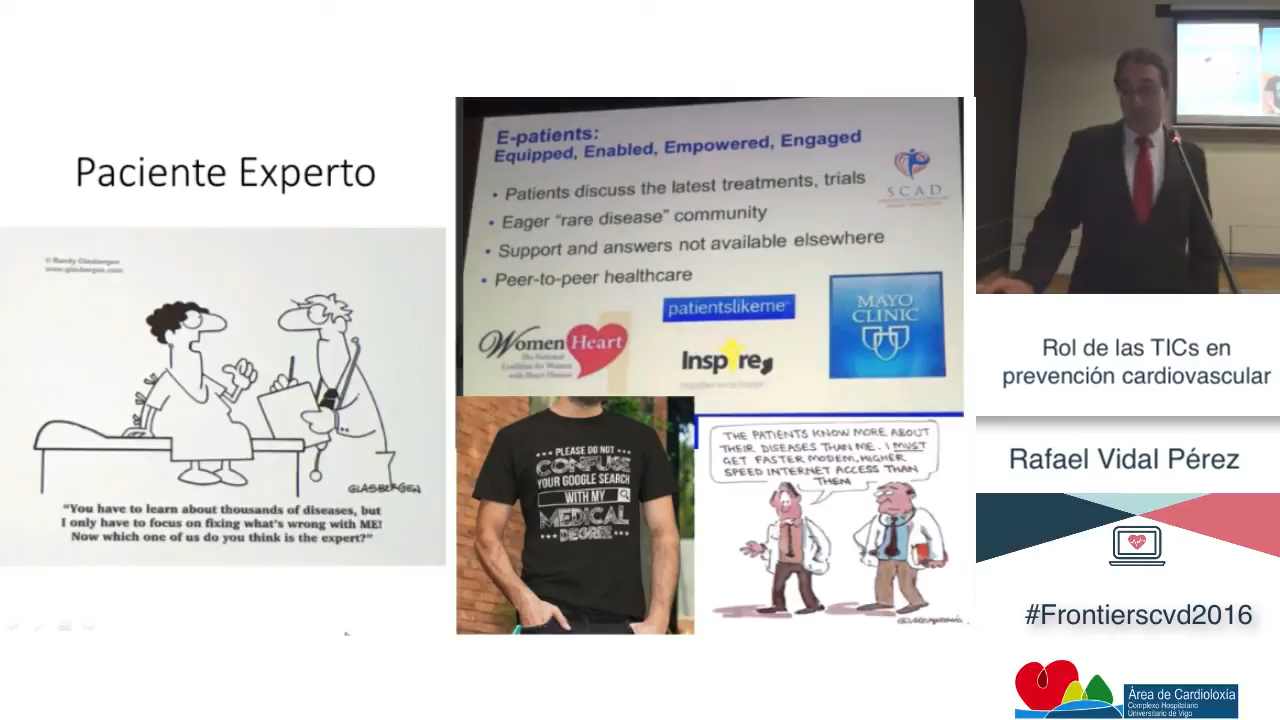 Paciente Experto
© Randy Glasbergen
www.glasbergen.com
GLASBERGEN
“You have to learn about thousands of diseases, but
I only have to focus on fixing what’s wrong with ME!
Now which one of us do you think is the expert?”
E-patients:
Equipped, Enabled, Empowered, Engaged
SCAD
• Patients discuss the latest treatments, trials
• Eager “rare disease” community
• Support and answers not available elsewhere
• Peer-to-peer healthcare
WomenHeart
The National
Coalition for Women
with Heart Disease
patientslikeme
Inspire
MAYO
CLINIC
PLEASE DO NOT
CONFUSE
YOUR GOOGLE SEARCH
WITH MY
MEDICAL
DEGREE
THE PATIENTS KNOW MORE ABOUT
THEIR DISEASES THAN ME. I MUST
GET FASTER MODEM, HIGHER
SPEED INTERNET ACCESS THAN
THEM
Rol de las TICs en
prevención cardiovascular
Rafael Vidal Pérez
#Frontierscvd2016
Área de Cardioloxía
Complexo Hospitalario
Universitario de Vigo